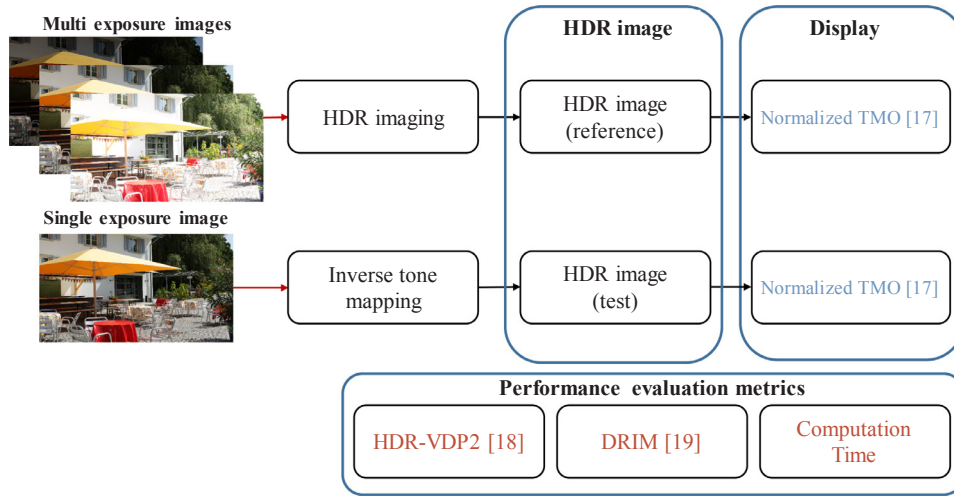 Multi exposure images
HDR image
Display
HDR imaging
HDR image
(reference)
Normalized TMO [17]
Single exposure image
Inverse tone
mapping
HDR image
(test)
Normalized TMO [17]
Performance evaluation metrics
HDR-VDP2 [18]
DRIM [19]
Computation
Time